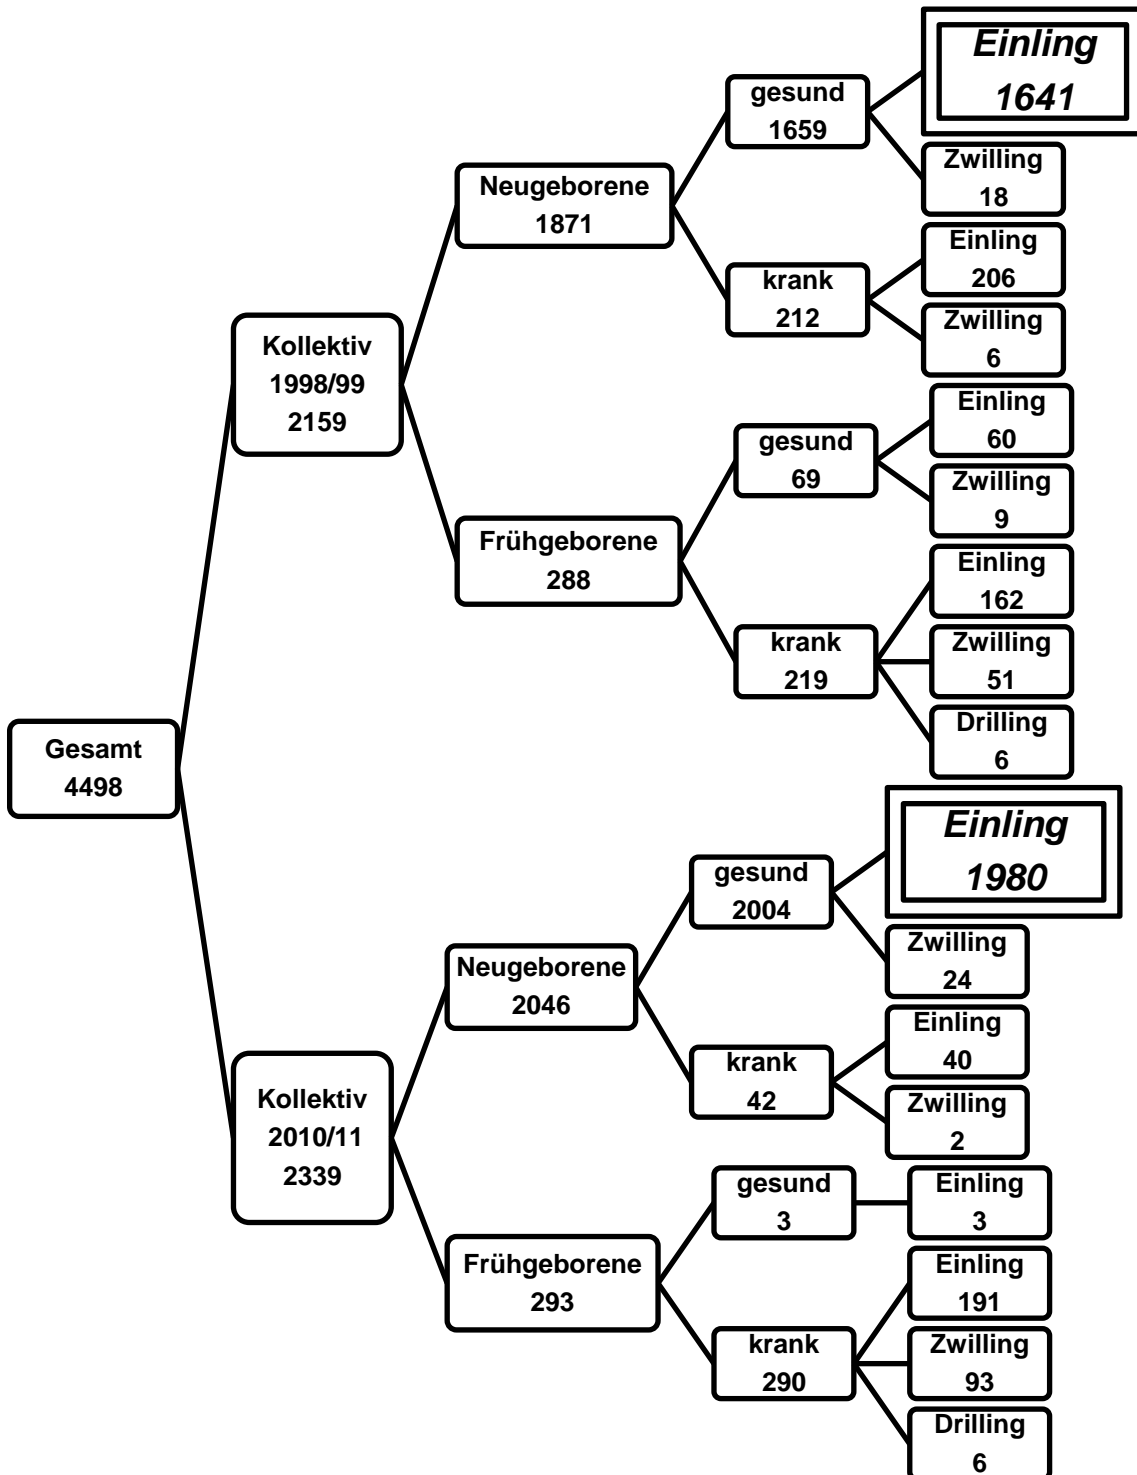 Gesamt
4498
Kollektiv
1998/99
2159
Neugeborene
1871
gesund
1659
Einling
1641
Zwilling
18
krank
212
Einling
206
Zwilling
6
Frühgeborene
288
gesund
69
Einling
60
Zwilling
9
krank
219
Einling
162
Zwilling
51
Drilling
6
Kollektiv
2010/11
2339
Neugeborene
2046
gesund
2004
Einling
1980
Zwilling
24
krank
42
Einling
40
Zwilling
2
Frühgeborene
293
gesund
3
Einling
3
krank
290
Einling
191
Zwilling
93
Drilling
6